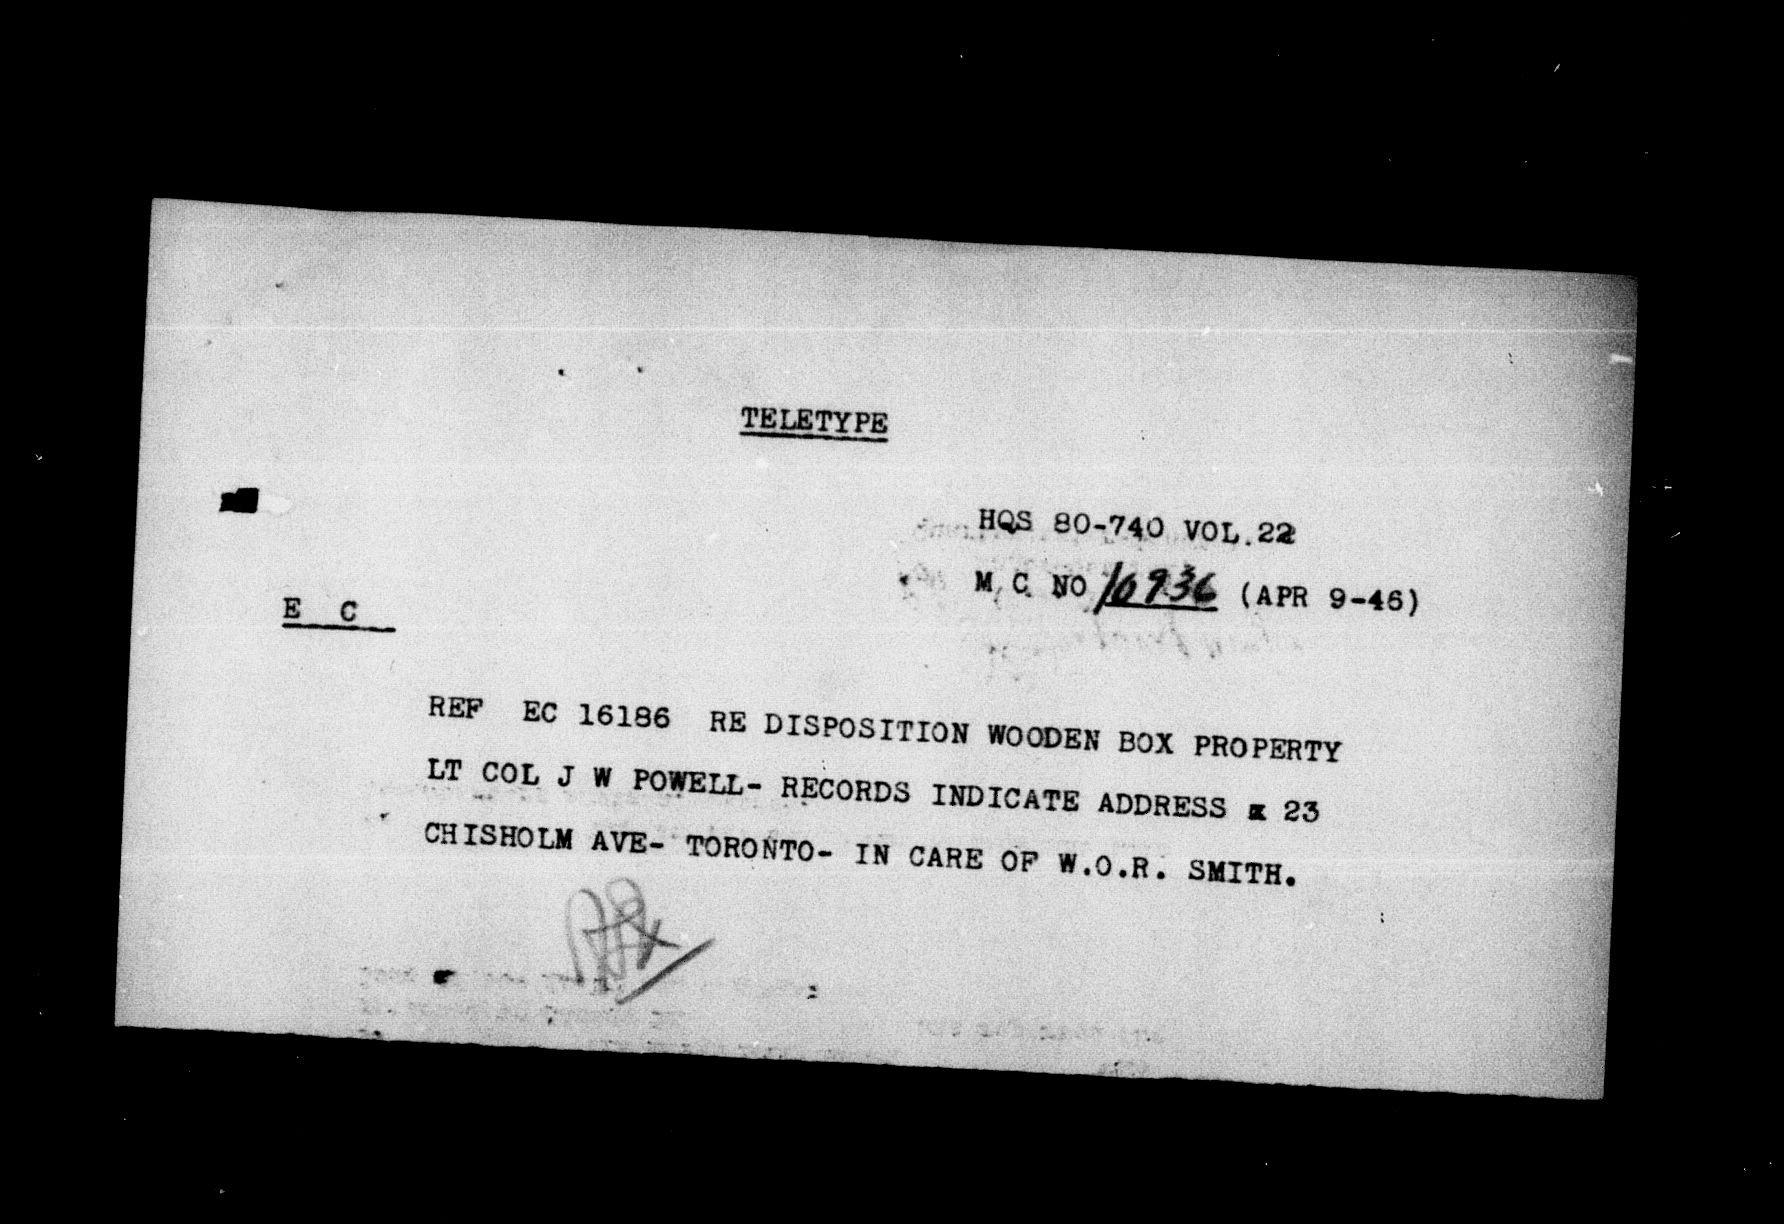 TELETYPE
HQS 80-740 VOL.22
M, C. NO 10936 (APR 9-46)
E C
REF EC 16186 RE DISPOSITION WOODEN BOX PROPERTY
LT COL J W POWELL- RECORDS INDICATE ADDRESS 23
CHISHOLM AVE- TORONTO- IN CARE OF W.O.R. SMITH.